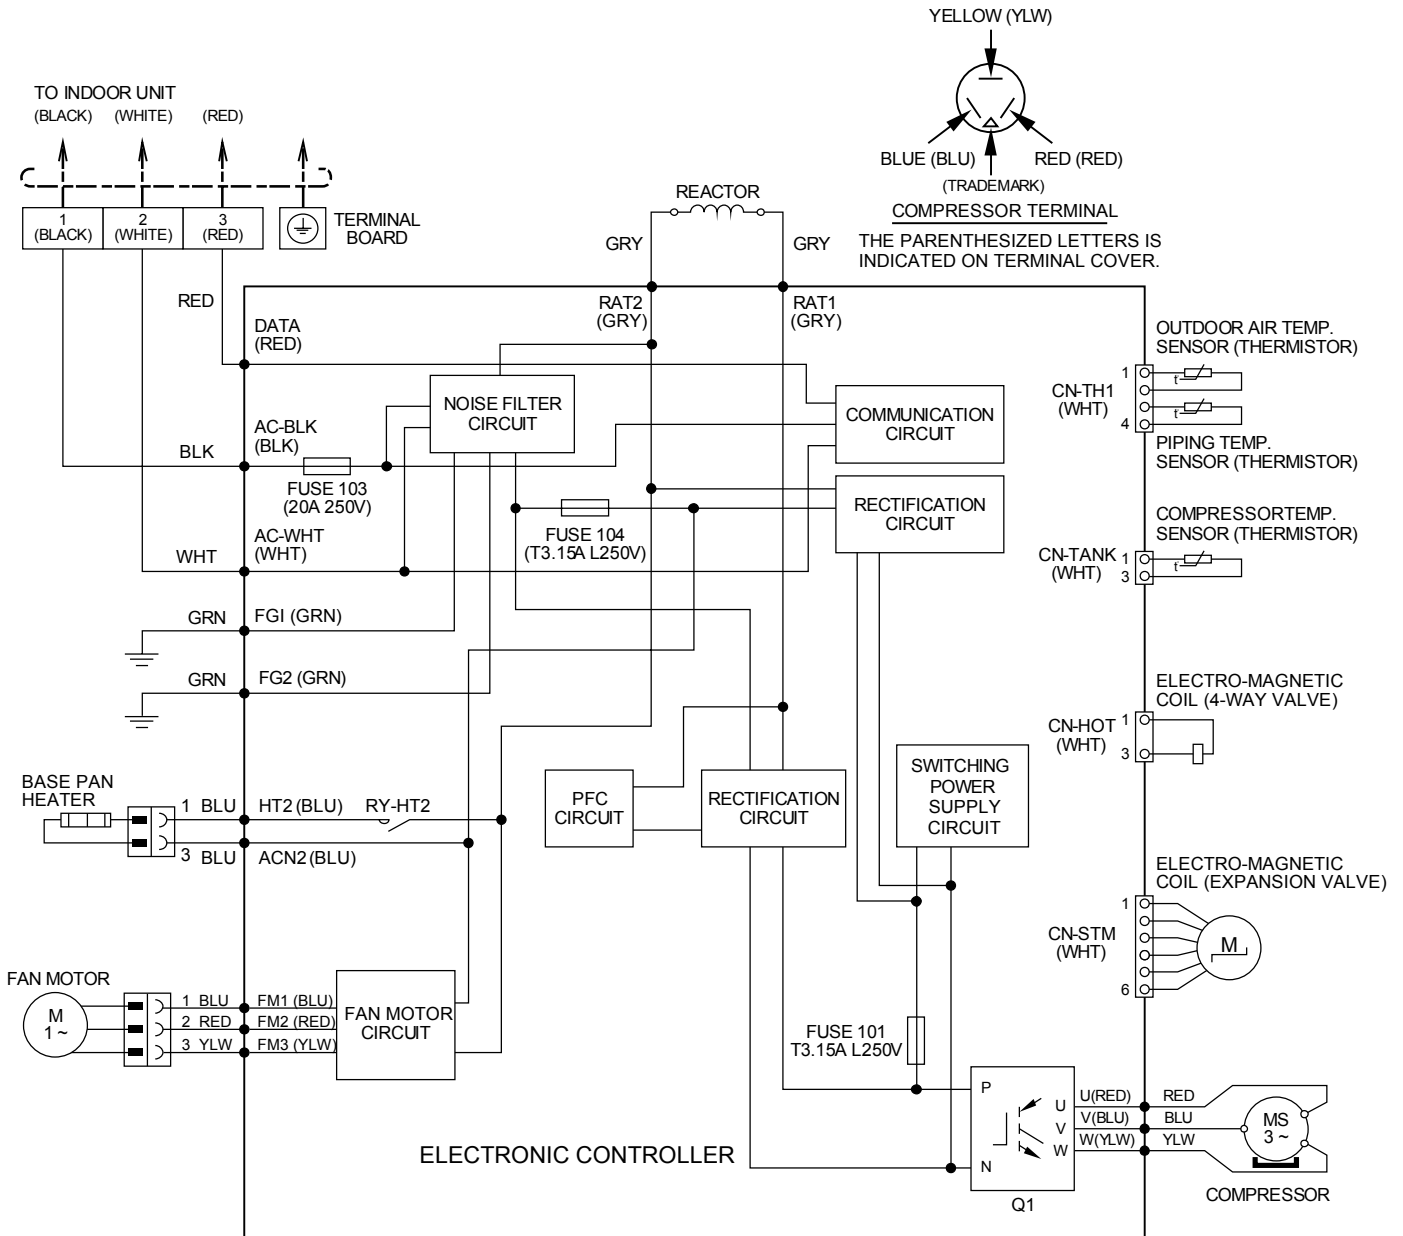 YELLOW (YLW)
BLUE (BLU)
RED (RED)
(TRADEMARK)
COMPRESSOR TERMINAL
THE PARENTHESIZED LETTERS IS
INDICATED ON TERMINAL COVER.
TO INDOOR UNIT
(BLACK) (WHITE) (RED)
1 2 3
(BLACK) (WHITE) (RED)
TERMINAL
BOARD
REACTOR
GRY GRY
RAT2
(GRY)
RAT1
(GRY)
RED
DATA
(RED)
NOISE FILTER
CIRCUIT
COMMUNICATION
CIRCUIT
BLK
AC-BLK
(BLK)
FUSE 103
(20A 250V)
RECTIFICATION
CIRCUIT
FUSE 104
(T3.15A L250V)
WHT
AC-WHT
(WHT)
GRN
FGI (GRN)
GRN
FG2 (GRN)
OUTDOOR AIR TEMP.
SENSOR (THERMISTOR)
CN-TH1
(WHT)
1
t
t
4
PIPING TEMP.
SENSOR (THERMISTOR)
COMPRESSORTEMP.
SENSOR (THERMISTOR)
CN-TANK
(WHT)
1
t
3
ELECTRO-MAGNETIC
COIL (4-WAY VALVE)
CN-HOT
(WHT)
1
3
BASE PAN
HEATER
1 BLU HT2 (BLU) RY-HT2
3 BLU ACN2 (BLU)
PFC
CIRCUIT
RECTIFICATION
CIRCUIT
SWITCHING
POWER
SUPPLY
CIRCUIT
ELECTRO-MAGNETIC
COIL (EXPANSION VALVE)
CN-STM
(WHT)
1
M
6
FAN MOTOR
M
1 ~
1 BLU FM1 (BLU)
2 RED FM2 (RED)
3 YLW FM3 (YLW)
FAN MOTOR
CIRCUIT
FUSE 101
T3.15A L250V
P
N
U
V
W
Q1
U(RED) RED
V(BLU) BLU
W(YLW) YLW
MS
3 ~
COMPRESSOR
ELECTRONIC CONTROLLER